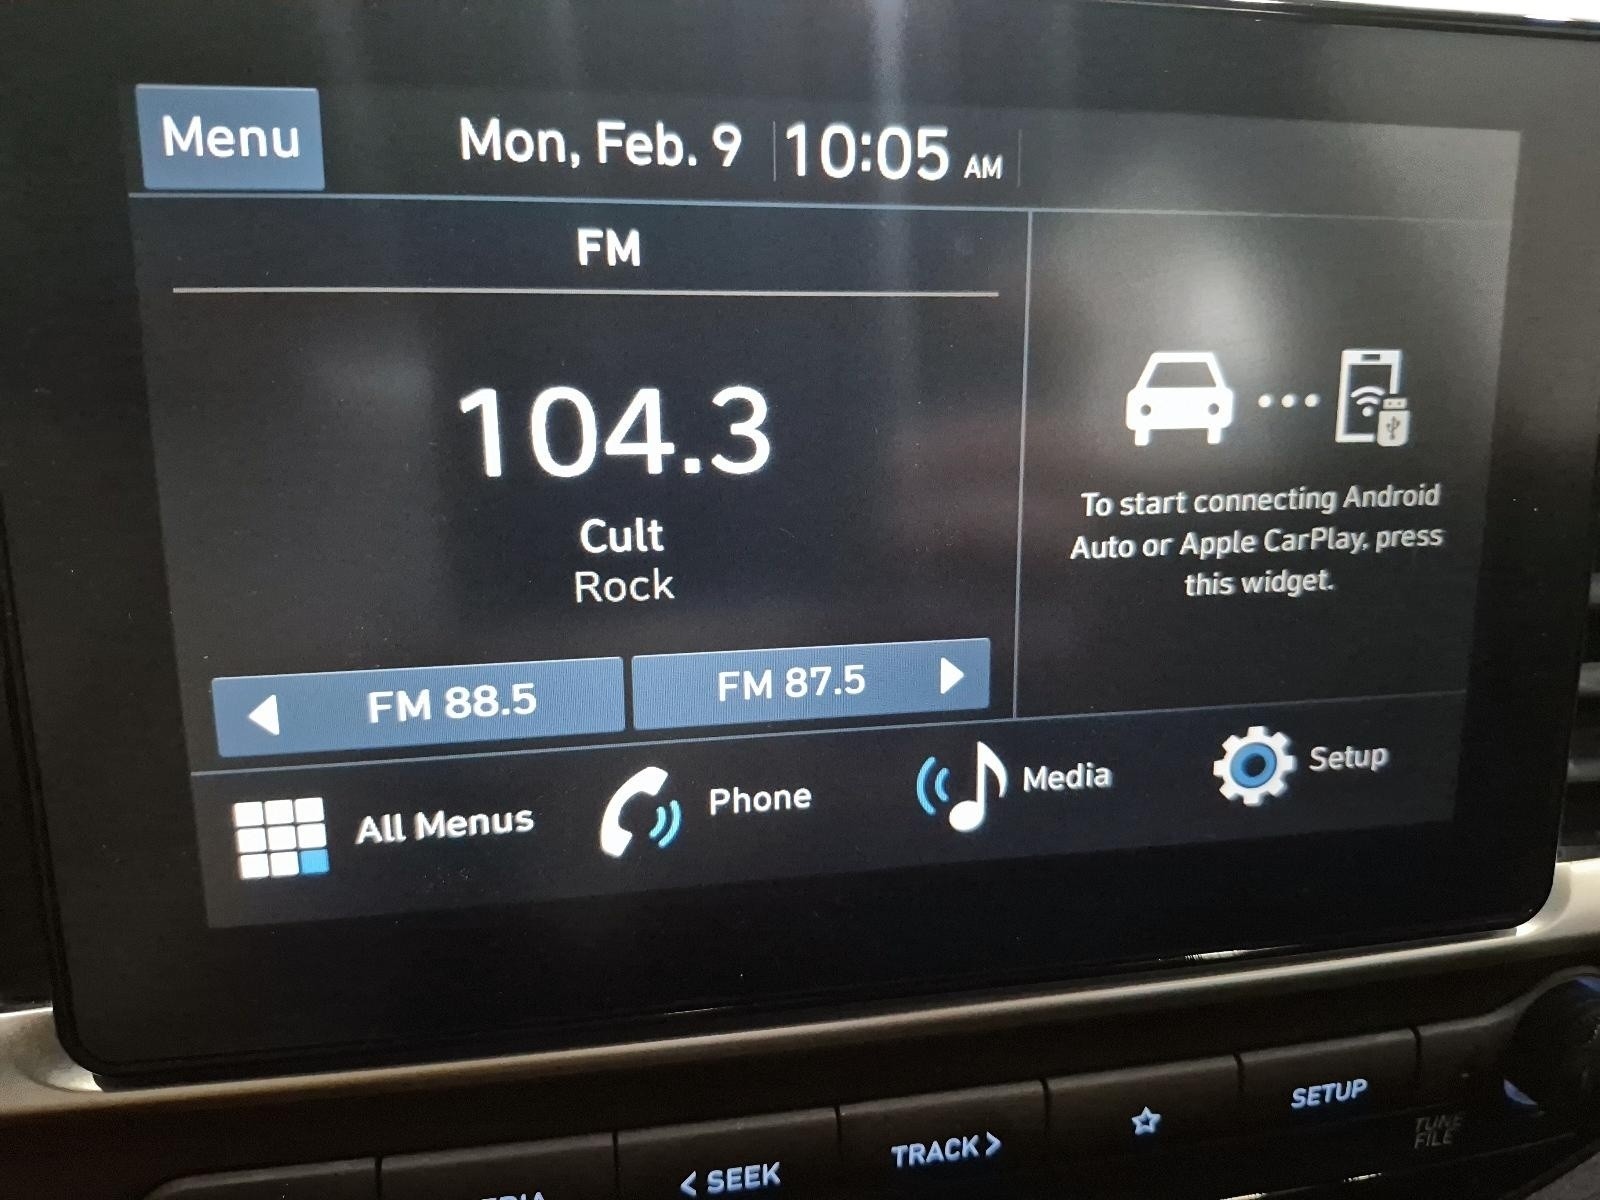 Menu
Mon, Feb. 9
10:05 AM
FM
104.3
Cult
Rock
FM 88.5
FM 87.5
To start connecting Android
Auto or Apple CarPlay, press
this widget.
All Menus
Phone
Media
Setup
< SEEK
TRACK >
SETUP
TUNE
FILE